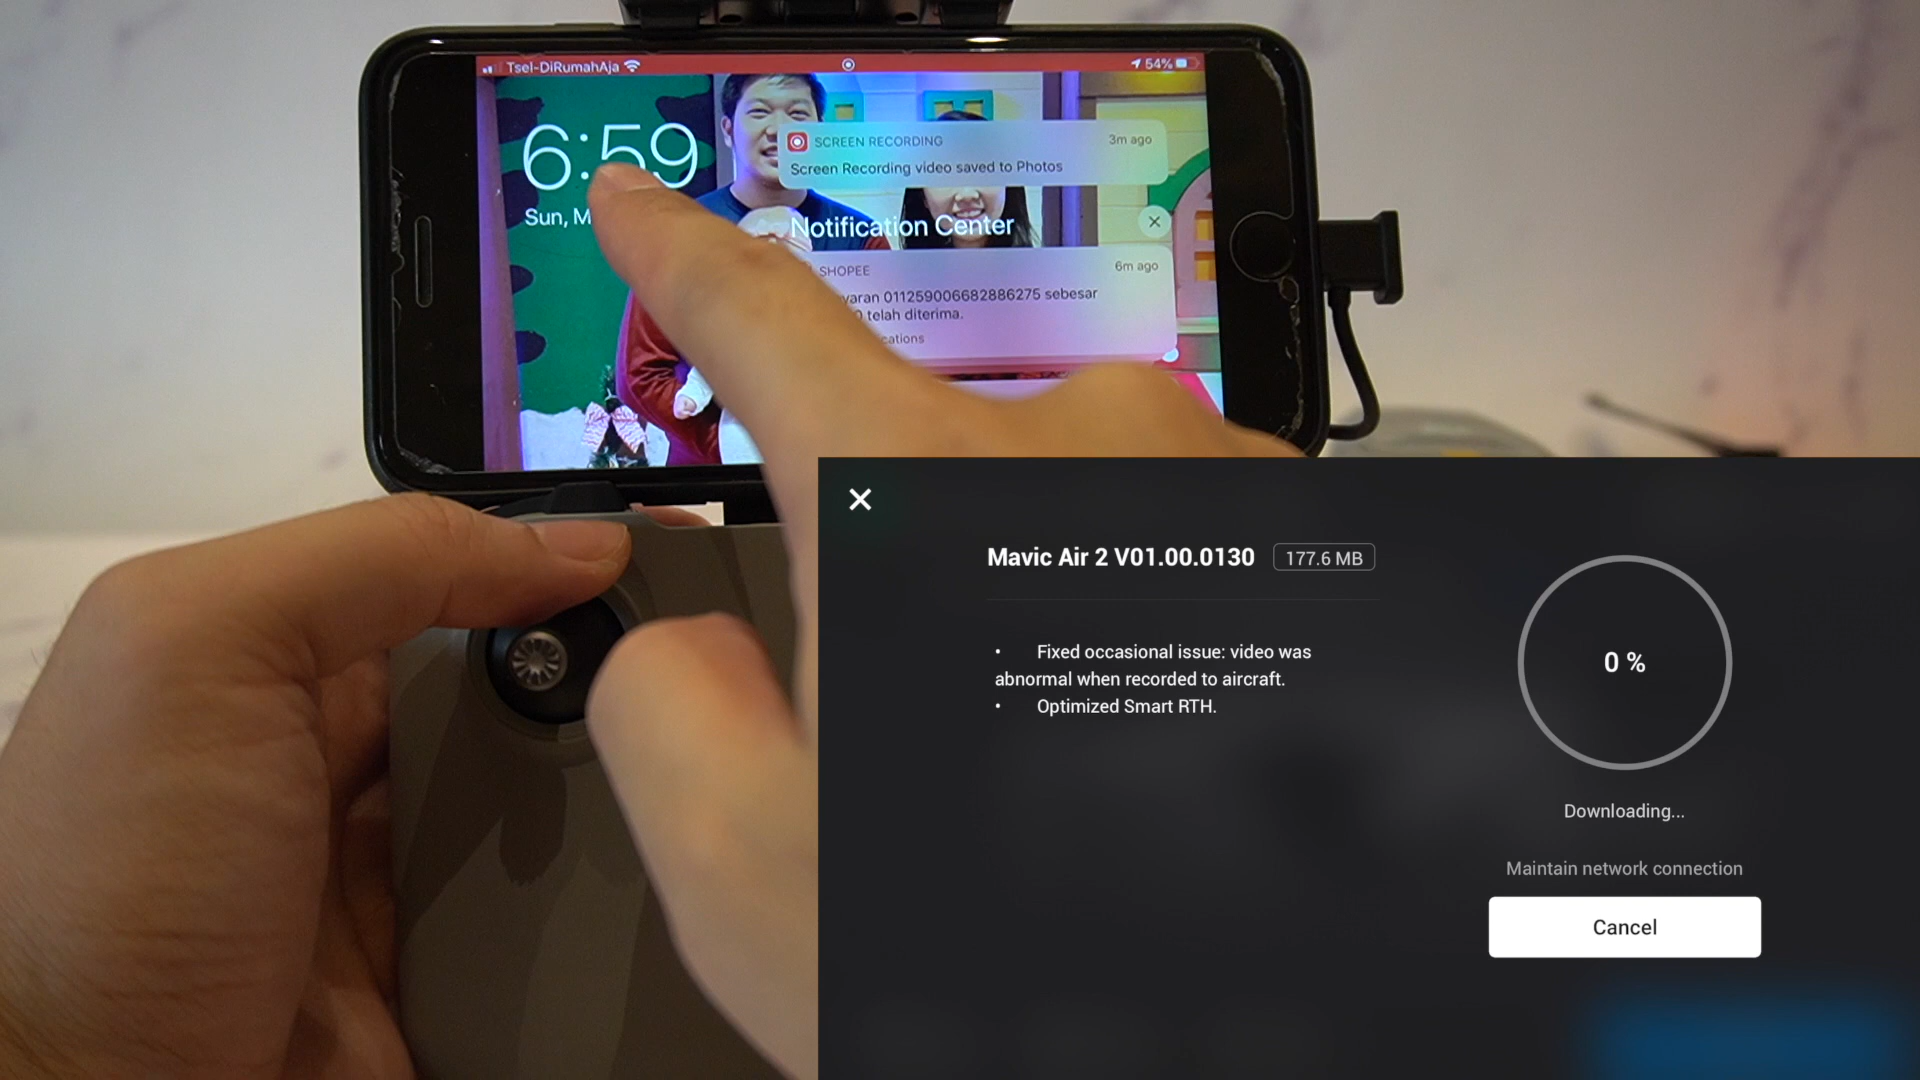 Tsel-DiRumahAja
54%
6:59
Sun, M
SCREEN RECORDING
3m ago
Screen Recording video saved to Photos
Notification Center
SHOPEE
6m ago
011259006682886275 sebesar
telah diterima.
Mavic Air 2 V01.00.0130
177.6 MB
• Fixed occasional issue: video was
abnormal when recorded to aircraft.
• Optimized Smart RTH.
0 %
Downloading...
Maintain network connection
Cancel